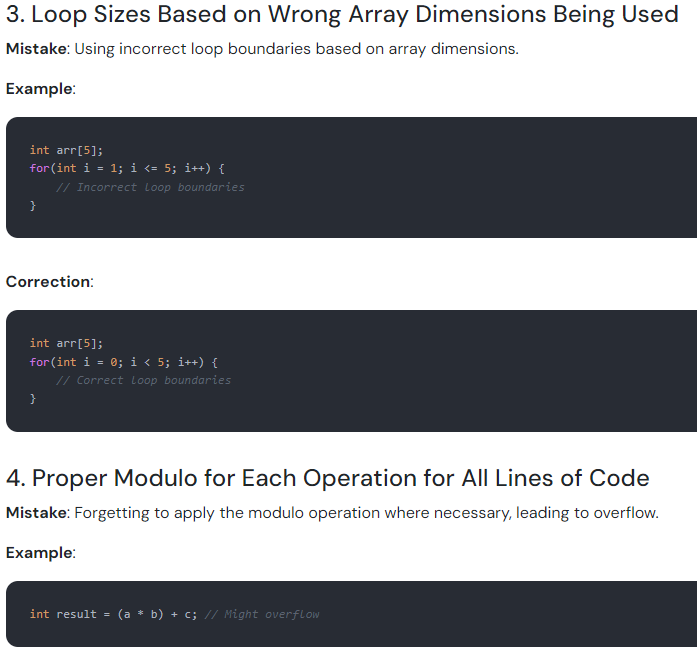 3. Loop Sizes Based on Wrong Array Dimensions Being Used
Mistake: Using incorrect loop boundaries based on array dimensions.
Example:
int arr[5];
for(int i = 1; i <= 5; i++) {
    // Incorrect loop boundaries
}
Correction:
int arr[5];
for(int i = 0; i < 5; i++) {
    // Correct loop boundaries
}
4. Proper Modulo for Each Operation for All Lines of Code
Mistake: Forgetting to apply the modulo operation where necessary, leading to overflow.
Example:
int result = (a * b) + c; // Might overflow